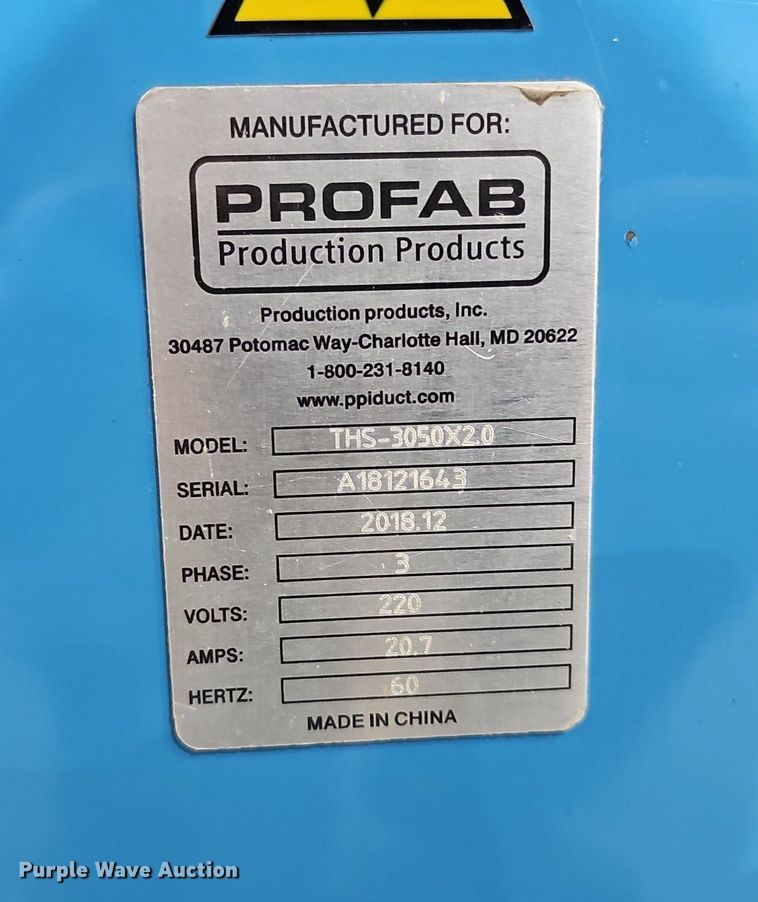 MANUFACTURED FOR:
PROFAB
Production Products
Production products, Inc.
30487 Potomac Way-Charlotte Hall, MD 20622
1-800-231-8140
www.ppiduct.com
MODEL: THS-3050X2.0
SERIAL: A18121643
DATE: 2018.12
PHASE: 3
VOLTS: 220
AMPS: 20.7
HERTZ: 60
MADE IN CHINA
Purple Wave Auction